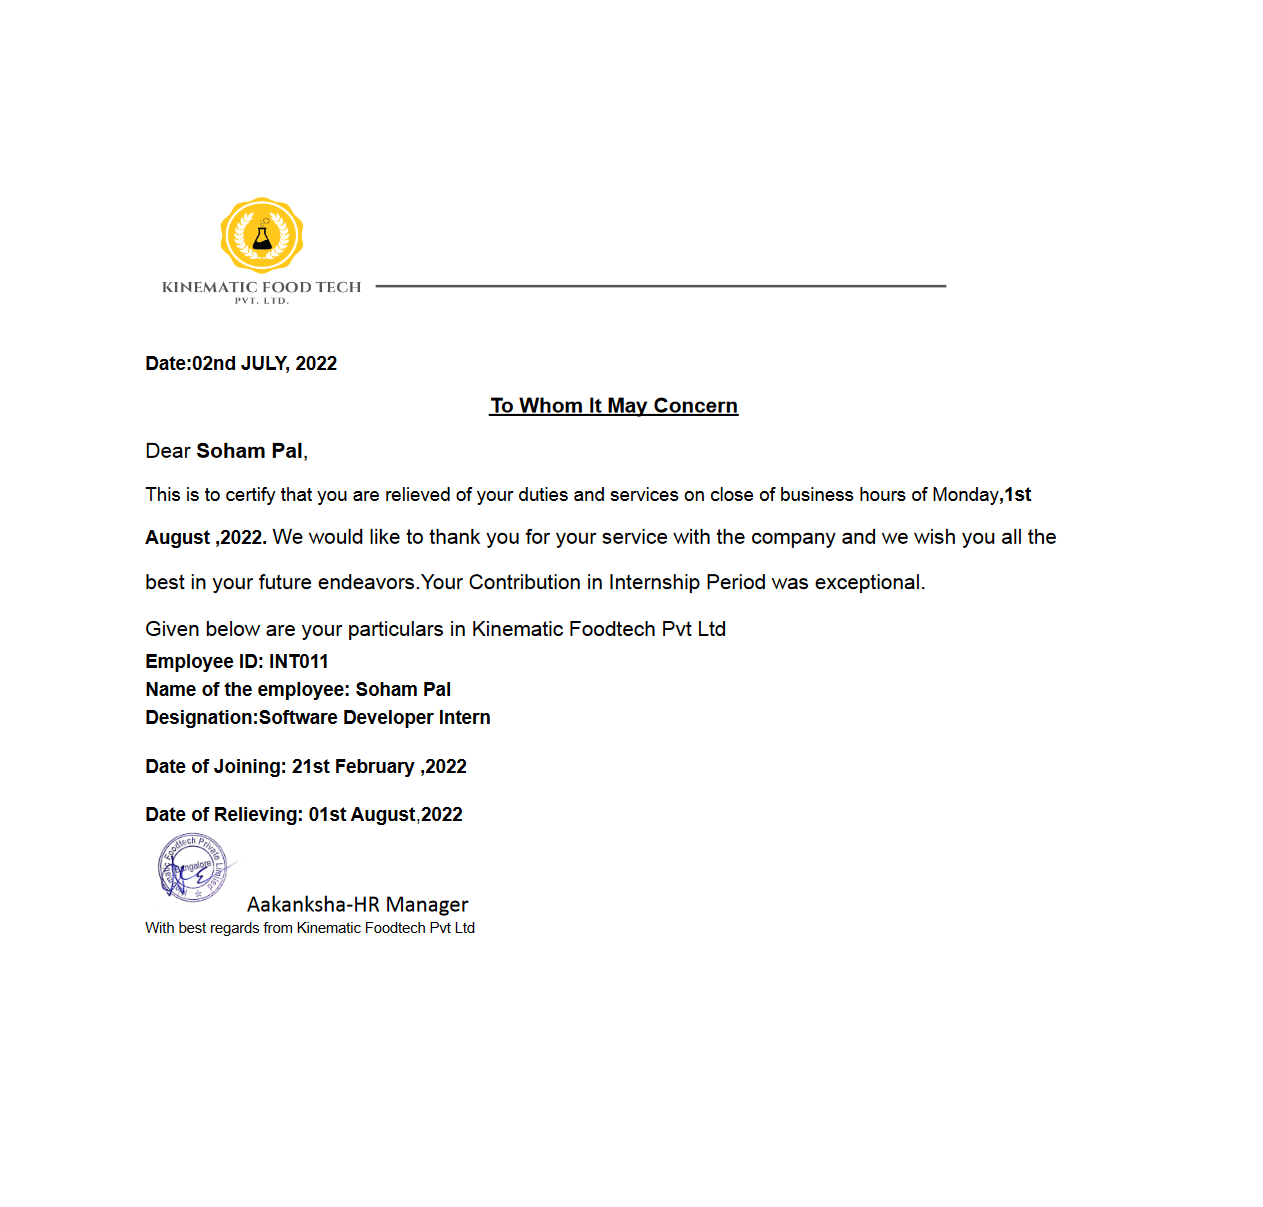 KINEMATIC FOOD TECH
PVT. LTD.
Date:02nd JULY, 2022
To Whom It May Concern
Dear Soham Pal,
This is to certify that you are relieved of your duties and services on close of business hours of Monday,1st
August ,2022. We would like to thank you for your service with the company and we wish you all the
best in your future endeavors.Your Contribution in Internship Period was exceptional.
Given below are your particulars in Kinematic Foodtech Pvt Ltd
Employee ID: INT011
Name of the employee: Soham Pal
Designation:Software Developer Intern
Date of Joining: 21st February ,2022
Date of Relieving: 01st August,2022
Foodtech Private Limited
Aakanksha-HR Manager
With best regards from Kinematic Foodtech Pvt Ltd